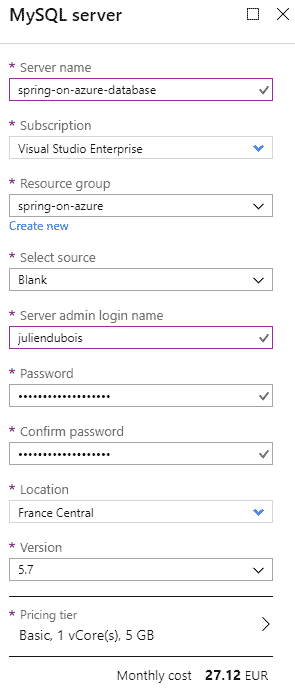 MySQL server
* Server name
spring-on-azure-database
* Subscription
Visual Studio Enterprise
* Resource group
spring-on-azure
Create new
* Select source
Blank
* Server admin login name
juliendubois
* Password
•••••••••••••••••••
* Confirm password
•••••••••••••••••••
* Location
France Central
* Version
5.7
* Pricing tier
Basic, 1 vCore(s), 5 GB
Monthly cost 27.12 EUR